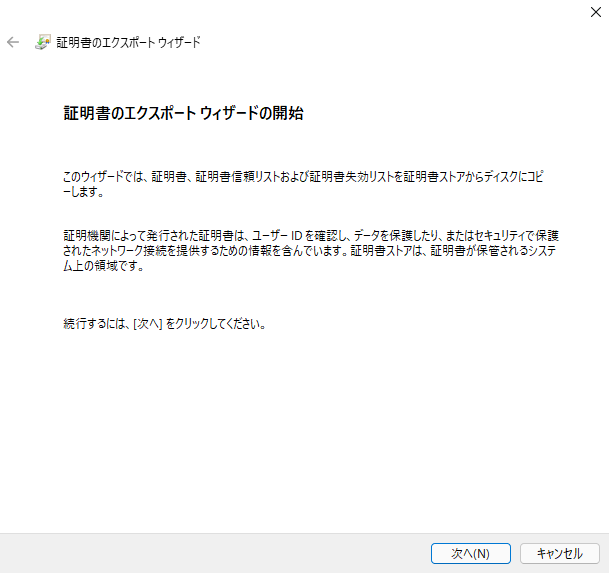 証明書のエクスポート ウィザード
証明書のエクスポート ウィザードの開始
このウィザードでは、証明書、証明書信頼リストおよび証明書失効リストを証明書ストアからディスクにコピ
ーします。
証明機関によって発行された証明書は、ユーザー ID を確認し、データを保護したり、またはセキュリティで保護
されたネットワーク接続を提供するための情報を含んでいます。証明書ストアは、証明書が保管されるシステ
ム上の領域です。
続行するには、[次へ] をクリックしてください。
次へ(N)
キャンセル